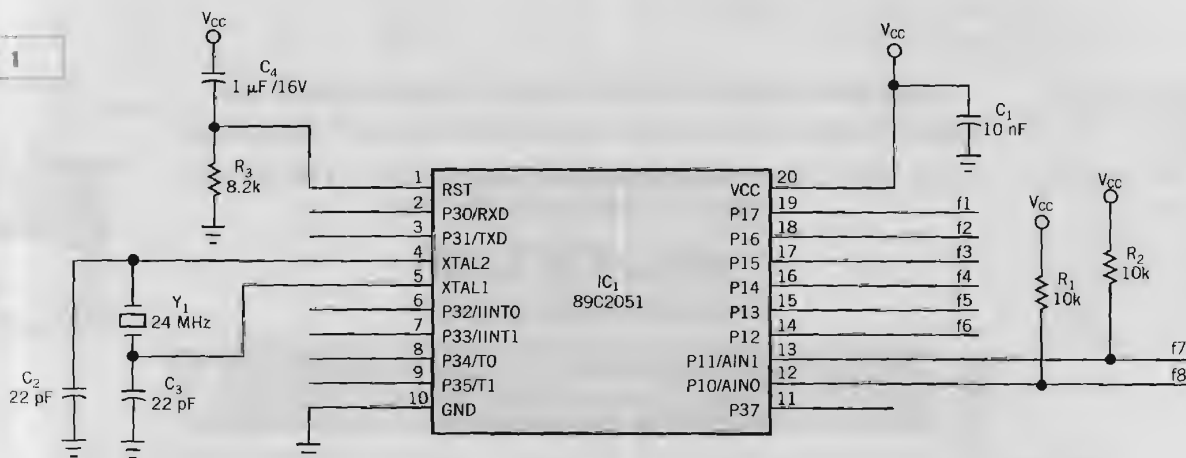 1
VCC
C4
1 µF/16V
R3
8.2k
Y1
24 MHz
C2
22 pF
C3
22 pF
1 RST
2 P30/RXD
3 P31/TXD
4 XTAL2
5 XTAL1
6 P32/IINT0
7 P33/IINT1
8 P34/T0
9 P35/T1
10 GND
IC1
89C2051
VCC 20
P17 19 f1
P16 18 f2
P15 17 f3
P14 16 f4
P13 15 f5
P12 14 f6
P11/AIN1 13 f7
P10/AIN0 12 f8
P37 11
VCC
C1
10 nF
VCC
R1
10k
VCC
R2
10k